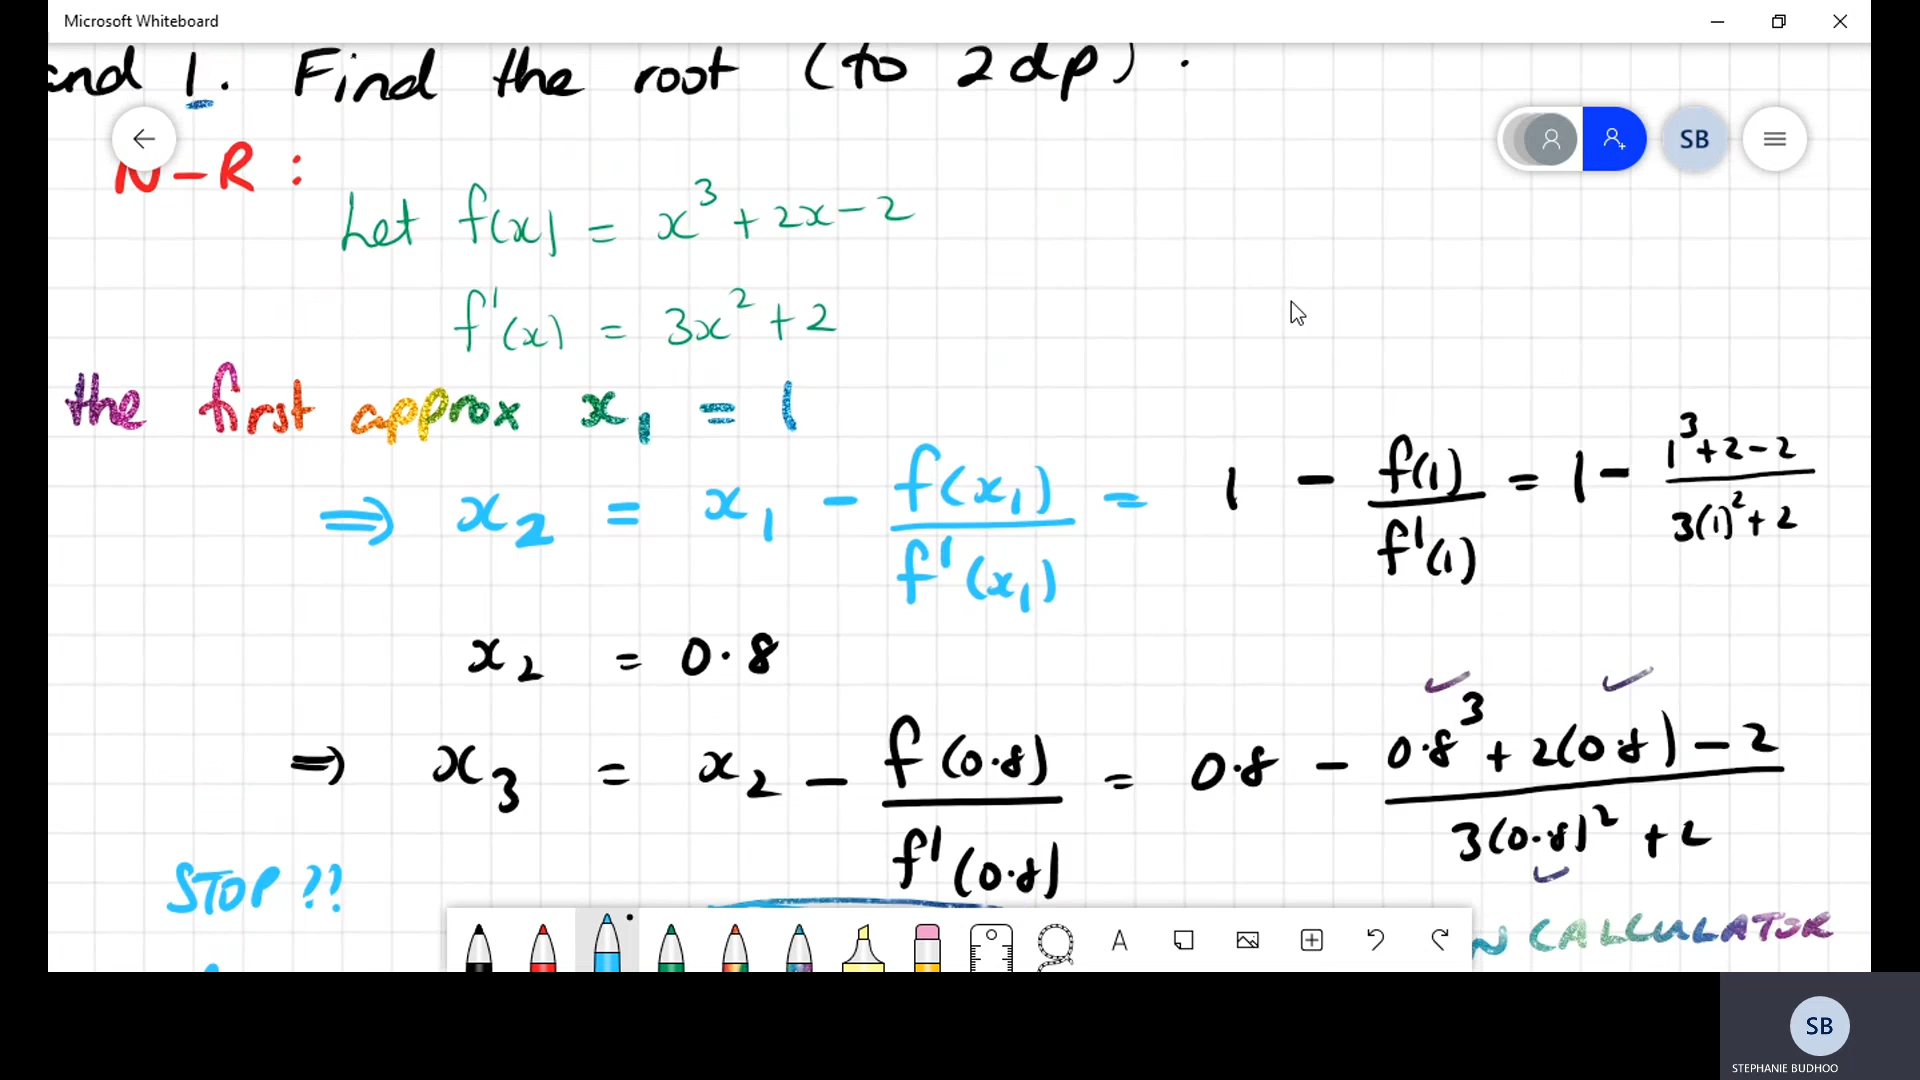 Microsoft Whiteboard
and 1. Find the root (to 2dp).
N-R :
SB
Let f(x) = x³ + 2x - 2
f'(x) = 3x² + 2
the first approx x₁ = 1
⇒ x₂ = x₁ - f(x₁)/f'(x₁) = 1 - f(1)/f'(1) = 1 - (1³+2-2)/(3(1)²+2)
x₂ = 0.8
⇒ x₃ = x₂ - f(0.8)/f'(0.8) = 0.8 - (0.8³ + 2(0.8) - 2)/(3(0.8)² + 2)
STOP ??
N CALCULATOR
A
SB
STEPHANIE BUDHOO